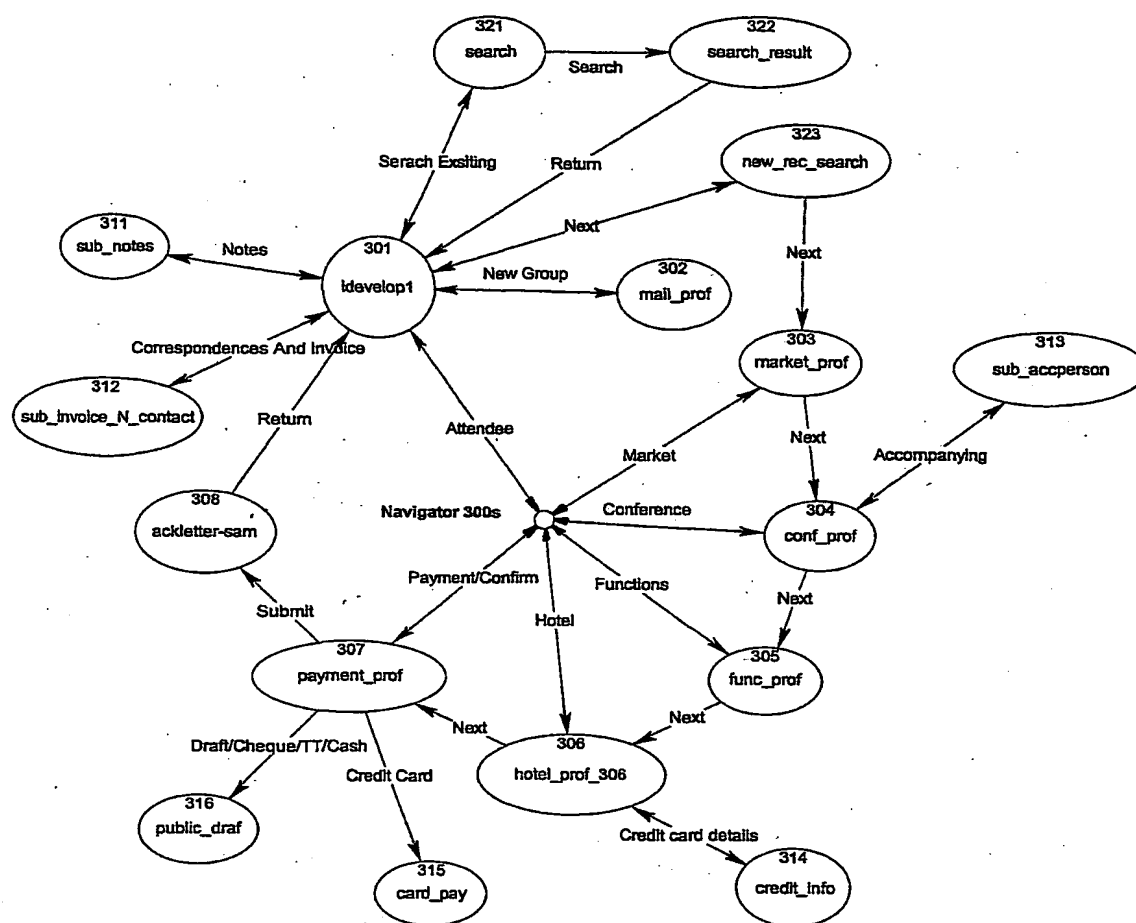 321
search
322
search_result
Search
323
new_rec_search
Serach Exsiting
Return
311
sub_notes
Notes
301
idevelop1
Next
Next
New Group
302
mail_prof
Correspondences And Invoice
312
sub_invoice_N_contact
303
market_prof
313
sub_accperson
Return
Attendee
Market
Next
Accompanying
308
ackletter-sam
Navigator 300s
Conference
304
conf_prof
Payment/Confirm
Functions
Next
Submit
Hotel
307
payment_prof
305
func_prof
Next
Next
Draft/Cheque/TT/Cash
Credit Card
306
hotel_prof_306
316
public_draf
Credit card details
315
card_pay
314
credit_info